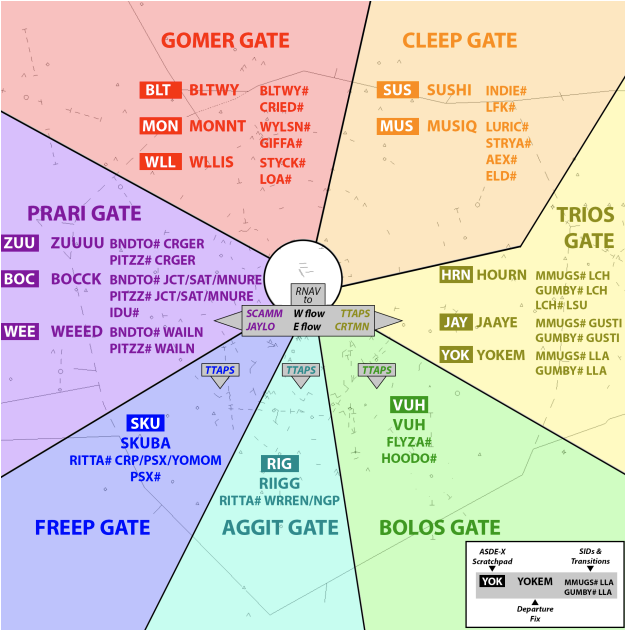 GOMER GATE
BLT BLTWY BLTWY#
CRIED#
MON MONNT WYLSN#
GIFFA#
WLL WLLIS STYCK#
LOA#
CLEEP GATE
SUS SUSHI INDIE#
LFK#
MUS MUSIQ LURIC#
STRYA#
AEX#
ELD#
PRARI GATE
ZUU ZUUUU BNDTO# CRGER
PITZZ# CRGER
BOC BOCCK BNDTO# JCT/SAT/MNURE
PITZZ# JCT/SAT/MNURE
IDU#
WEE WEEED BNDTO# WAILN
PITZZ# WAILN
TRIOS
GATE
HRN HOURN MMUGS# LCH
GUMBY# LCH
LCH# LSU
JAY JAAYE MMUGS# GUSTI
GUMBY# GUSTI
YOK YOKEM MMUGS# LLA
GUMBY# LLA
RNAV
to
SCAMM W flow TTAPS
JAYLO E flow CRTMN
TTAPS
TTAPS
TTAPS
SKU
SKUBA
RITTA# CRP/PSX/YOMOM
PSX#
FREEP GATE
RIG
RIIGG
RITTA# WRREN/NGP
AGGIT GATE
VUH
VUH
FLYZA#
HOODO#
BOLOS GATE
ASDE-X
Scratchpad
SIDs &
Transitions
YOK YOKEM MMUGS# LLA
GUMBY# LLA
Departure
Fix